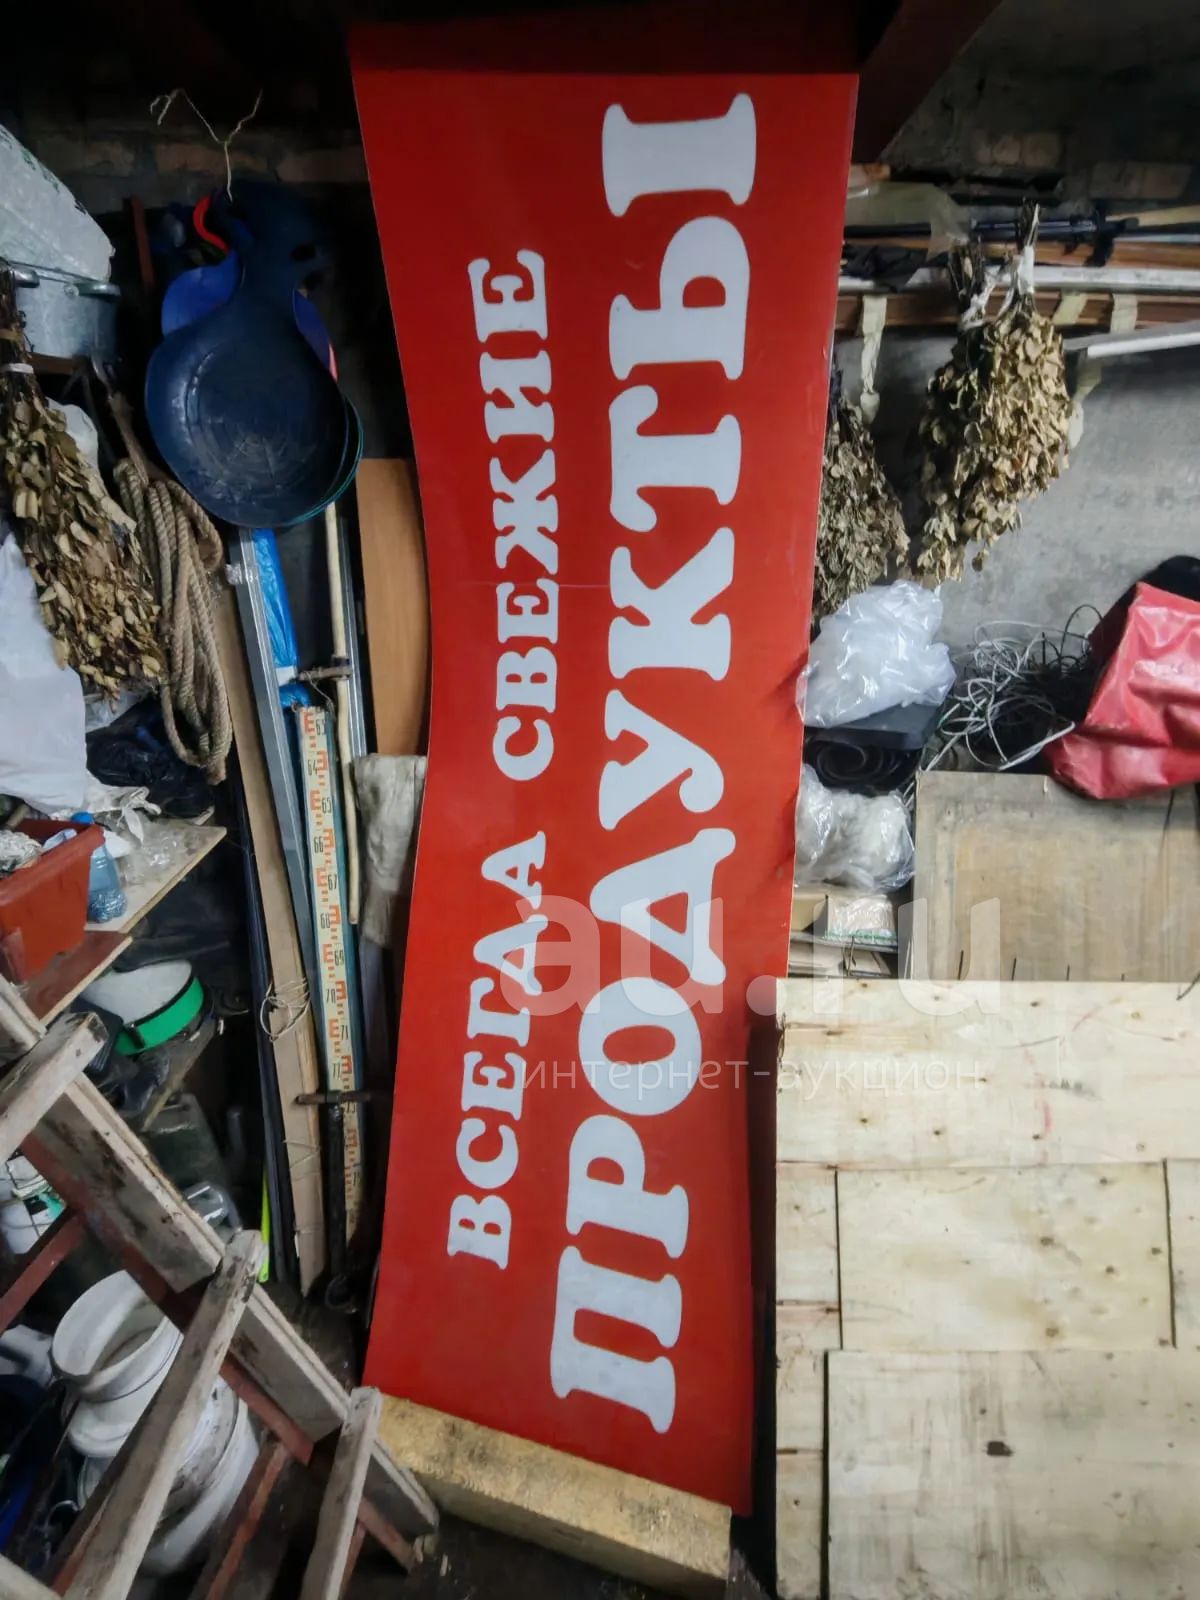 ВСЕГДА СВЕЖИЕ
ПРОДУКТЫ
au.ru
интернет-аукцион